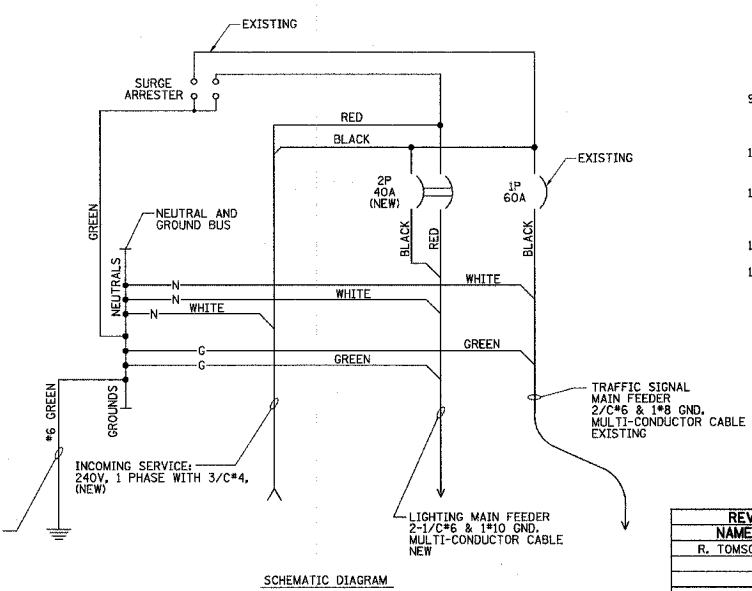 EXISTING
SURGE
ARRESTER
RED
BLACK
EXISTING
2P
40A
(NEW)
1P
60A
GREEN
NEUTRAL AND
GROUND BUS
BLACK
RED
BLACK
NEUTRALS
N
WHITE
N
WHITE
N
WHITE
G
GREEN
G
GREEN
GROUNDS
#6 GREEN
TRAFFIC SIGNAL
MAIN FEEDER
2/C#6 & 1#8 GND.
MULTI-CONDUCTOR CABLE
EXISTING
INCOMING SERVICE:
240V, 1 PHASE WITH 3/C#4,
(NEW)
LIGHTING MAIN FEEDER
2-1/C#6 & 1#10 GND.
MULTI-CONDUCTOR CABLE
NEW
SCHEMATIC DIAGRAM
NAME